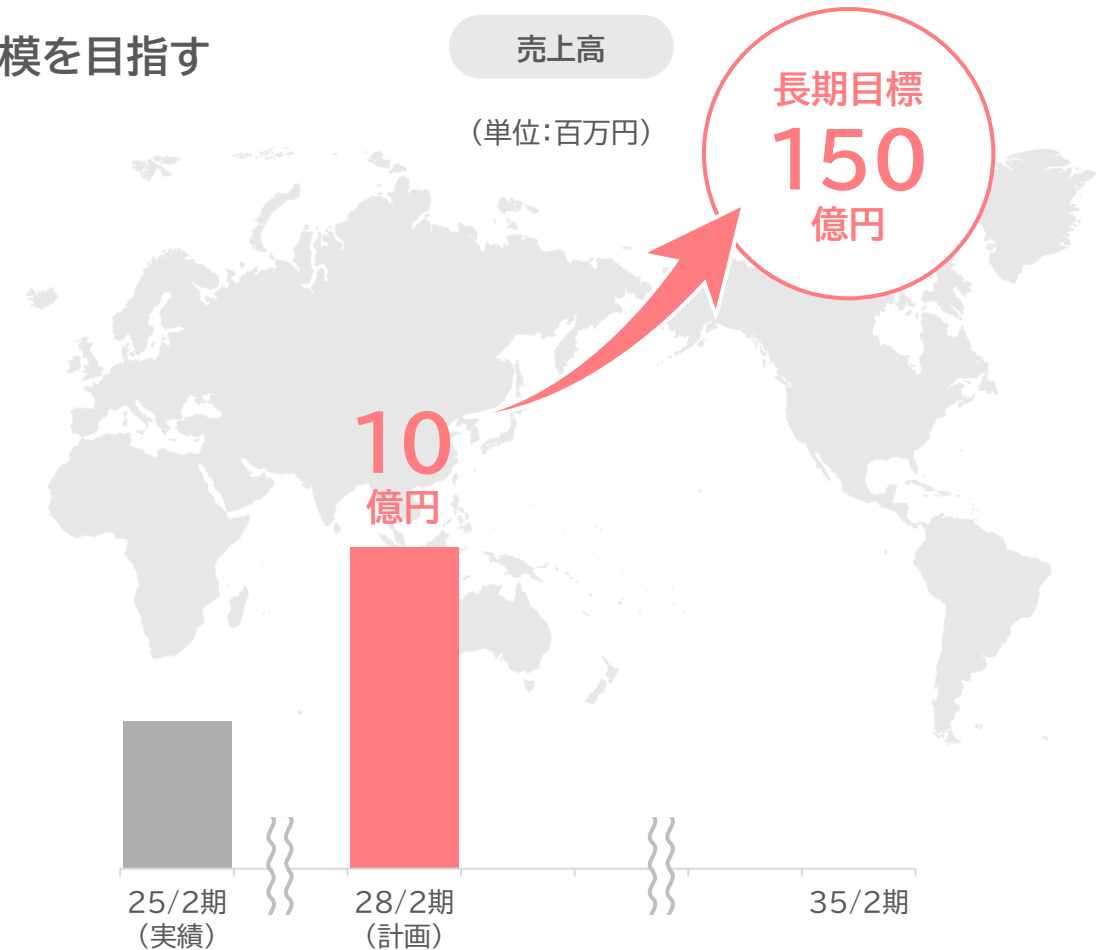 模を目指す
売上高
（単位：百万円）
長期目標
150
億円
10
億円
25/2期
（実績）
28/2期
（計画）
35/2期